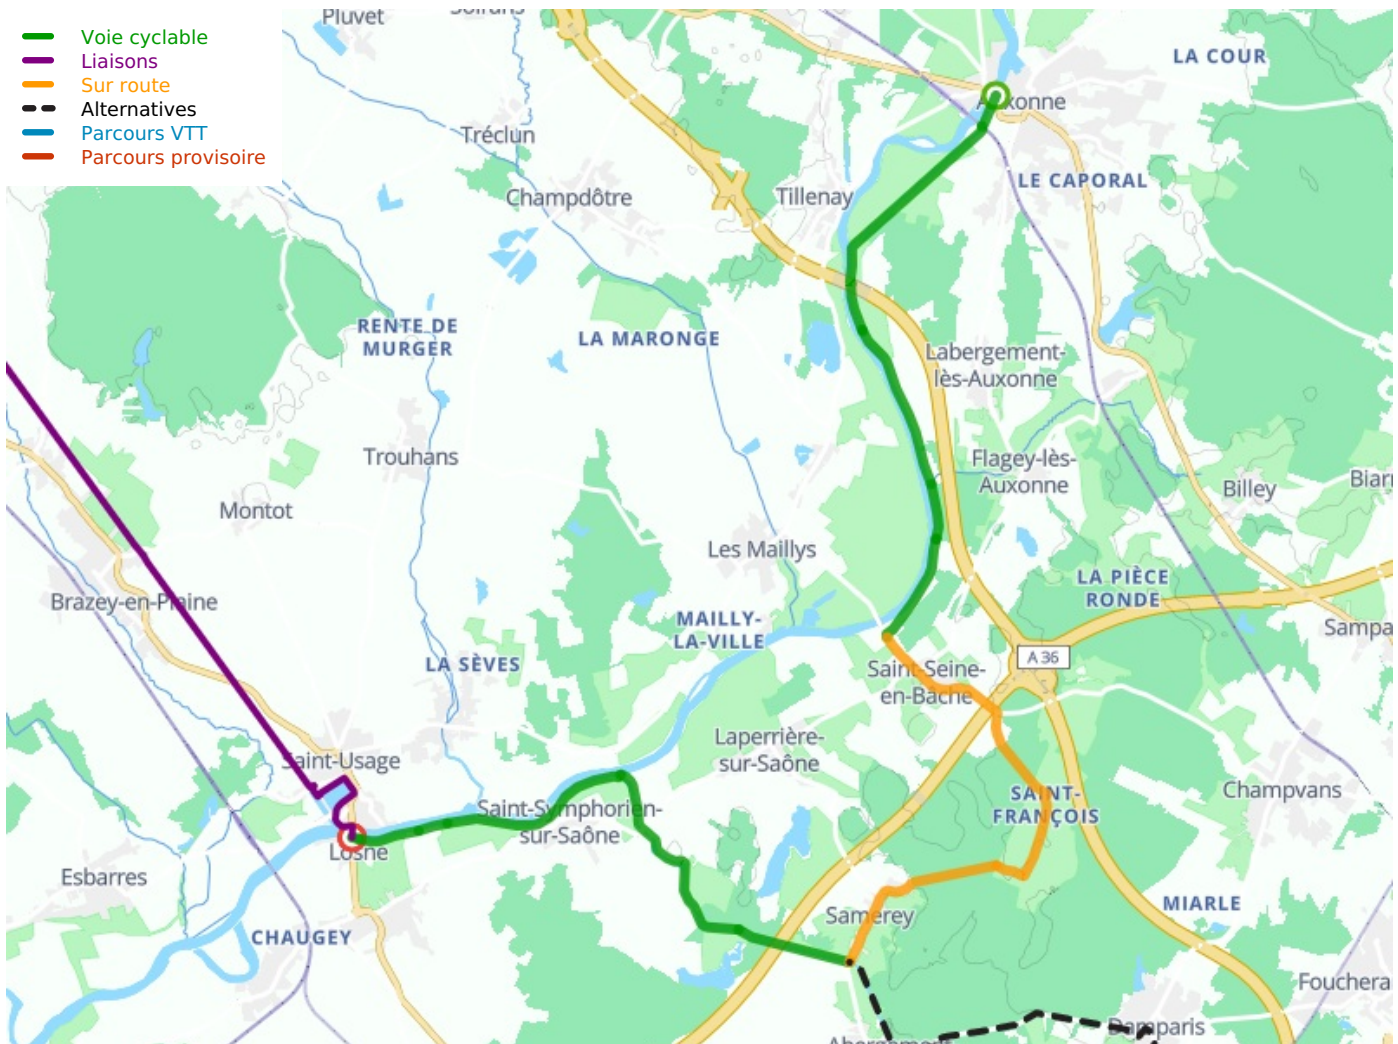 Pluvet
Voie cyclable
Liaisons
Sur route
Alternatives
Parcours VTT
Parcours provisoire
LA COUR
Auxonne
Tréclun
Champdôtre
Tillenay
LE CAPORAL
RENTE DE
MURGER
LA MARONGE
Labergement-
lès-Auxonne
Trouhans
Flagey-lès-
Auxonne
Billey
Biarn
Montot
Les Maillys
LA PIÈCE
RONDE
Brazey-en-Plaine
MAILLY-
LA-VILLE
Sampa
A 36
LA SÈVES
Saint-Seine-
en-Bâche
Laperrière-
sur-Saône
Saint-Usage
SAINT-
FRANÇOIS
Champvans
Saint-Symphorien-
sur-Saône
Losne
Esbarres
Samerey
MIARLE
CHAUGEY
Fouchera
Damparis
Abergement